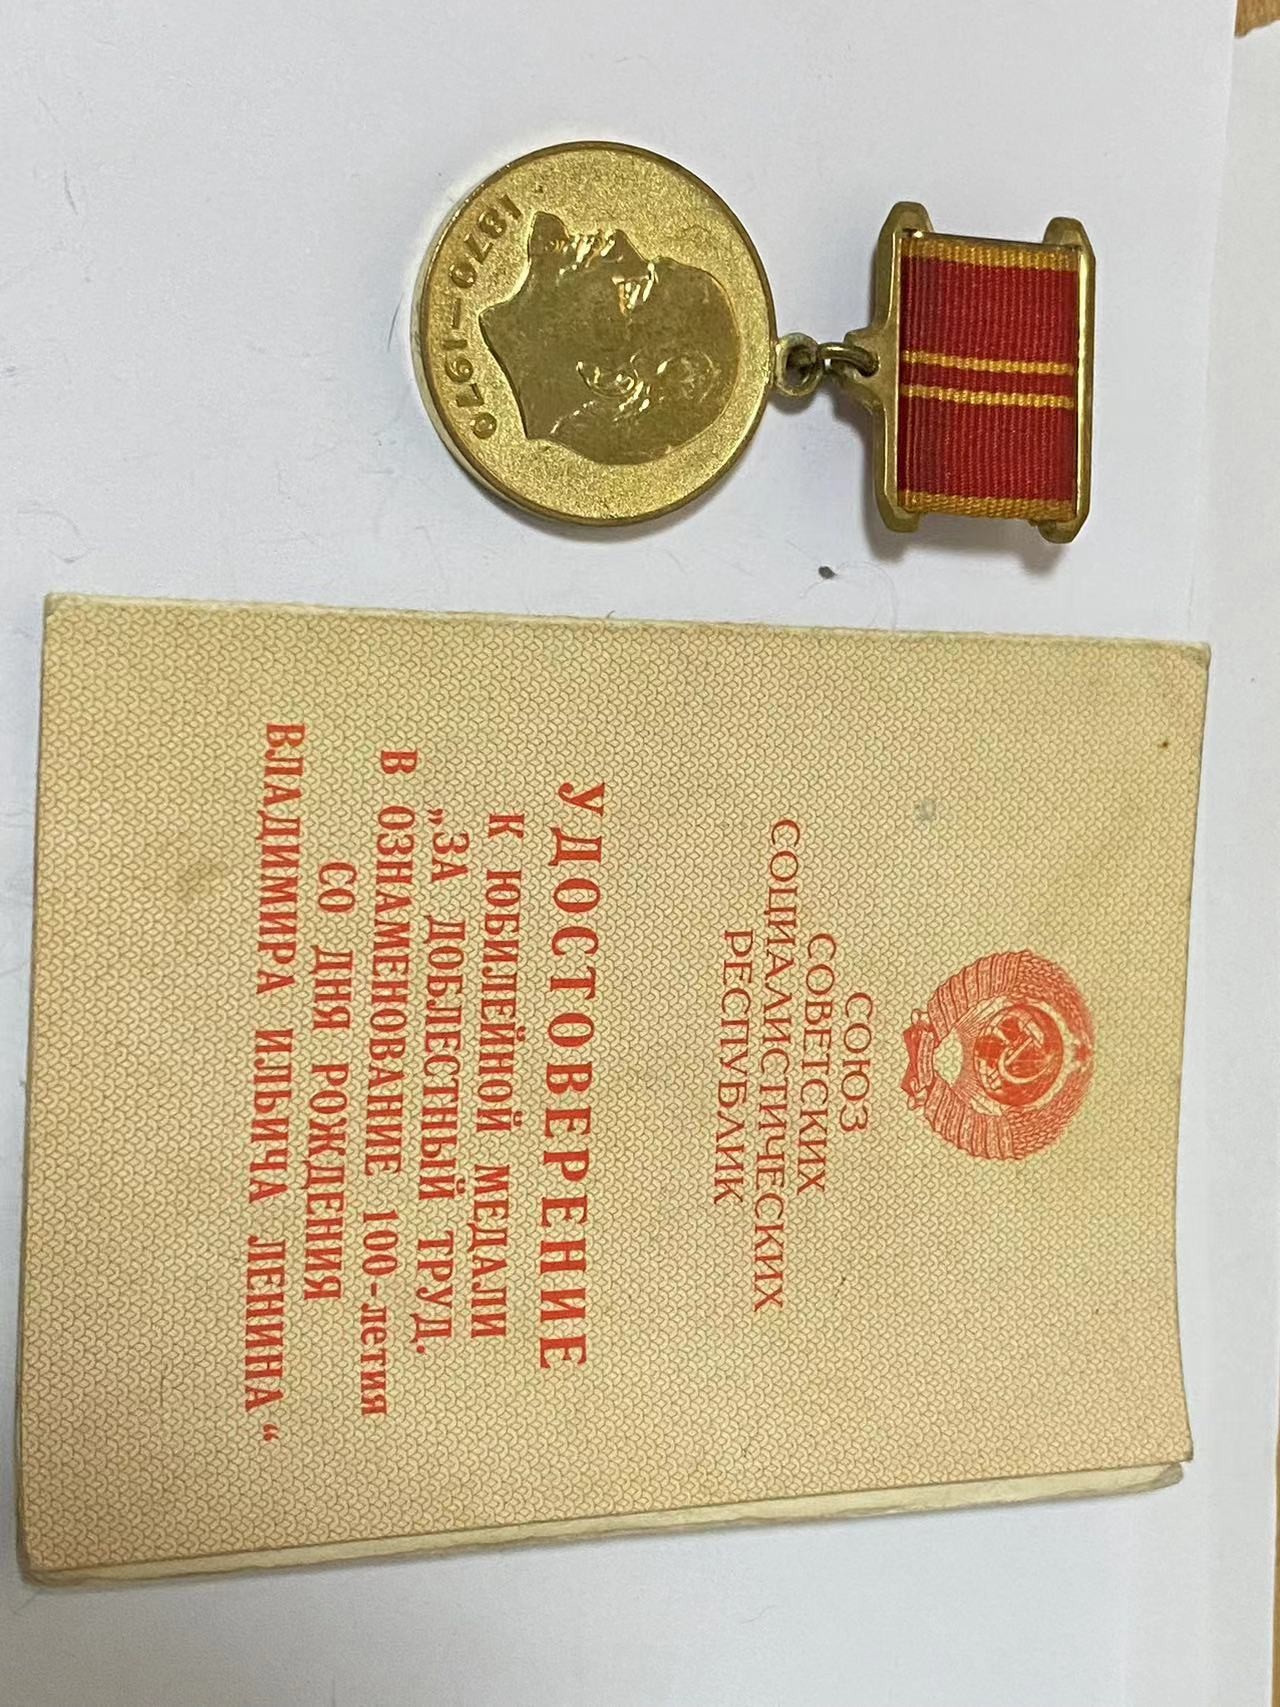 1870—1970
СОЮЗ
СОВЕТСКИХ
СОЦИАЛИСТИЧЕСКИХ
РЕСПУБЛИК
УДОСТОВЕРЕНИЕ
К ЮБИЛЕЙНОЙ МЕДАЛИ
„ЗА ДОБЛЕСТНЫЙ ТРУД.
В ОЗНАМЕНОВАНИЕ 100-летия
СО ДНЯ РОЖДЕНИЯ
ВЛАДИМИРА ИЛЬИЧА ЛЕНИНА“